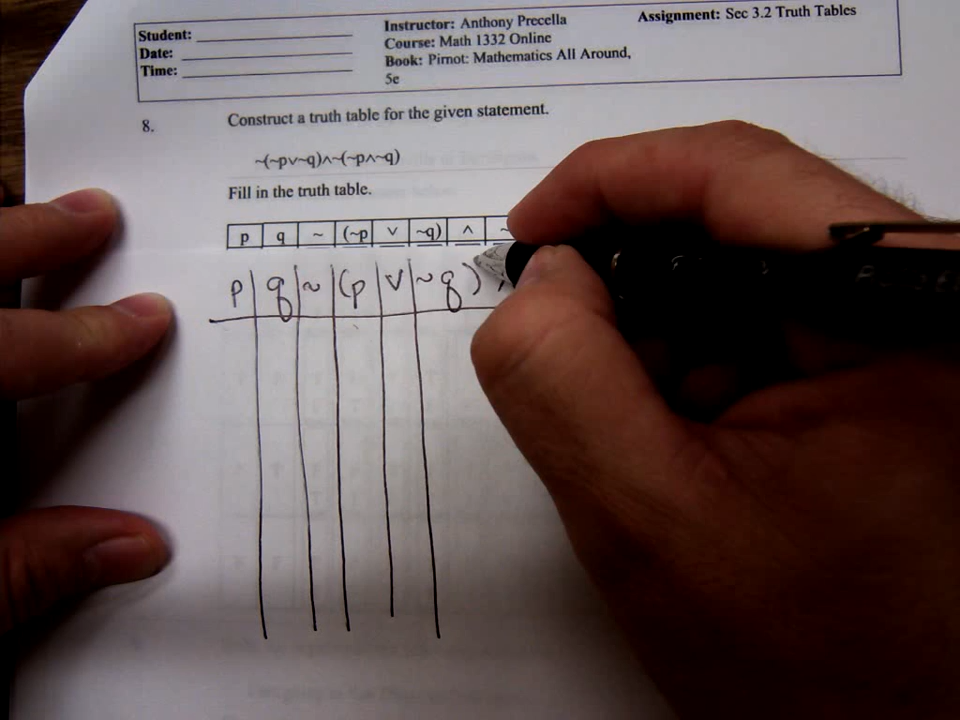 Student:
Date:
Time:
Instructor: Anthony Precella
Course: Math 1332 Online
Book: Pirnot: Mathematics All Around,
5e
Assignment: Sec 3.2 Truth Tables
8. Construct a truth table for the given statement.
~(~p∨~q)∧~(~p∧~q)
Fill in the truth table.
p q ~ (~p ∨ ~q) ∧ ~
p q ~ (p ∨ ~q)